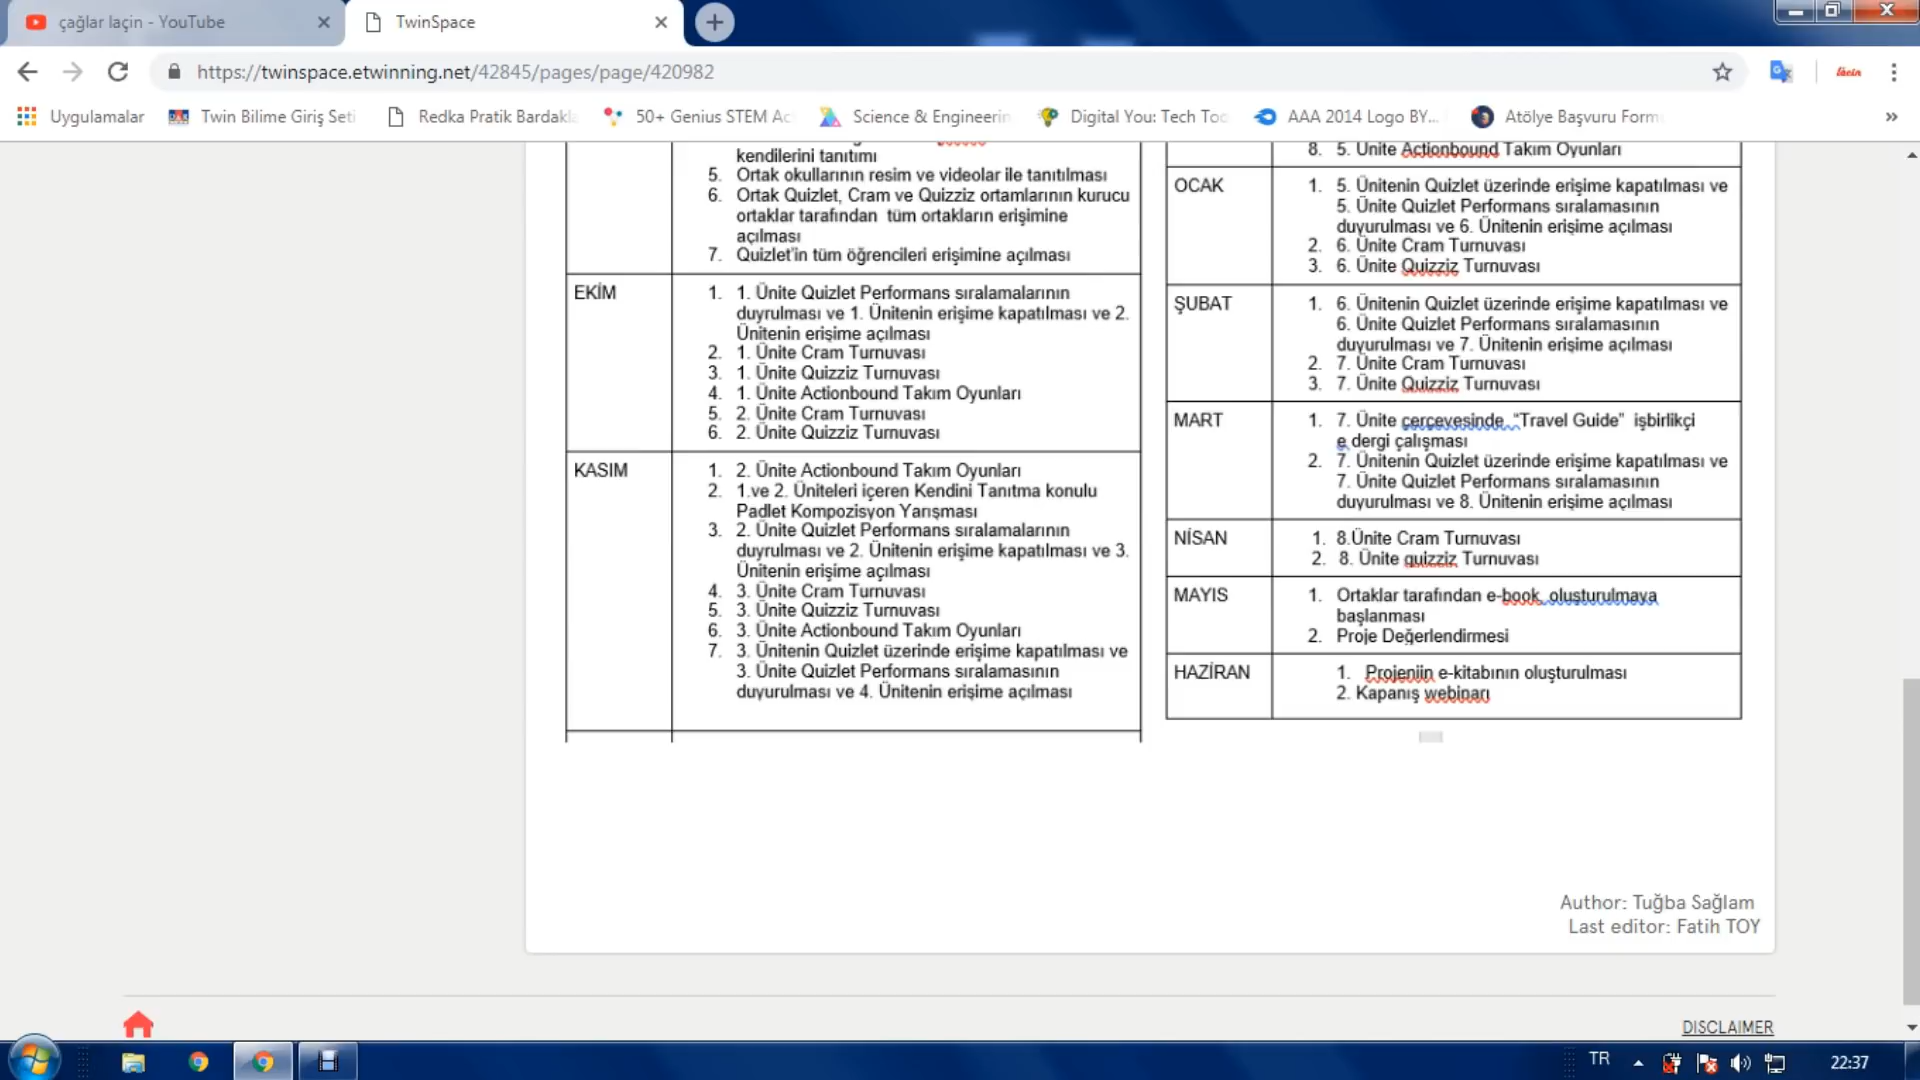 çağlar laçin - YouTube
TwinSpace
https://twinspace.etwinning.net/42845/pages/page/420982
Uygulamalar
Twin Bilime Giriş Seti
Redka Pratik Bardakla
50+ Genius STEM Ac
Science & Engineerin
Digital You: Tech Too
AAA 2014 Logo BY...
Atölye Başvuru Form
»
kendilerini tanıtımı
5. Ortak okullarının resim ve videolar ile tanıtılması
6. Ortak Quizlet, Cram ve Quizziz ortamlarının kurucu
ortaklar tarafından tüm ortakların erişimine
açılması
7. Quizlet'in tüm öğrencileri erişimine açılması
EKİM
1. 1. Ünite Quizlet Performans sıralamalarının
duyrulması ve 1. Ünitenin erişime kapatılması ve 2.
Ünitenin erişime açılması
2. 1. Ünite Cram Turnuvası
3. 1. Ünite Quizziz Turnuvası
4. 1. Ünite Actionbound Takım Oyunları
5. 2. Ünite Cram Turnuvası
6. 2. Ünite Quizziz Turnuvası
KASIM
1. 2. Ünite Actionbound Takım Oyunları
2. 1.ve 2. Üniteleri içeren Kendini Tanıtma konulu
Padlet Kompozisyon Yarışması
3. 2. Ünite Quizlet Performans sıralamalarının
duyrulması ve 2. Ünitenin erişime kapatılması ve 3.
Ünitenin erişime açılması
4. 3. Ünite Cram Turnuvası
5. 3. Ünite Quizziz Turnuvası
6. 3. Ünite Actionbound Takım Oyunları
7. 3. Ünitenin Quizlet üzerinde erişime kapatılması ve
3. Ünite Quizlet Performans sıralamasının
duyurulması ve 4. Ünitenin erişime açılması
8. 5. Ünite Actionbound Takım Oyunları
OCAK
1. 5. Ünitenin Quizlet üzerinde erişime kapatılması ve
5. Ünite Quizlet Performans sıralamasının
duyurulması ve 6. Ünitenin erişime açılması
2. 6. Ünite Cram Turnuvası
3. 6. Ünite Quizziz Turnuvası
ŞUBAT
1. 6. Ünitenin Quizlet üzerinde erişime kapatılması ve
6. Ünite Quizlet Performans sıralamasının
duyurulması ve 7. Ünitenin erişime açılması
2. 7. Ünite Cram Turnuvası
3. 7. Ünite Quizziz Turnuvası
MART
1. 7. Ünite çerçevesinde "Travel Guide" işbirlikçi
e dergi çalışması
2. 7. Ünitenin Quizlet üzerinde erişime kapatılması ve
7. Ünite Quizlet Performans sıralamasının
duyurulması ve 8. Ünitenin erişime açılması
NİSAN
1. 8.Ünite Cram Turnuvası
2. 8. Ünite quizziz Turnuvası
MAYIS
1. Ortaklar tarafından e-book oluşturulmaya
başlanması
2. Proje Değerlendirmesi
HAZİRAN
1. Projeniin e-kitabının oluşturulması
2. Kapanış webinarı
Author: Tuğba Sağlam
Last editor: Fatih TOY
DISCLAIMER
TR
22:37